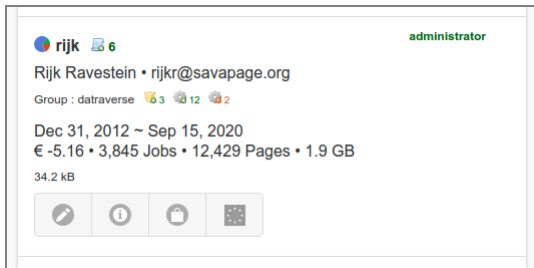 rijk 6 administrator
Rijk Ravestein • rijkr@savapage.org
Group : datraverse 3 12 2
Dec 31, 2012 ~ Sep 15, 2020
€ -5.16 • 3,845 Jobs • 12,429 Pages • 1.9 GB
34.2 kB